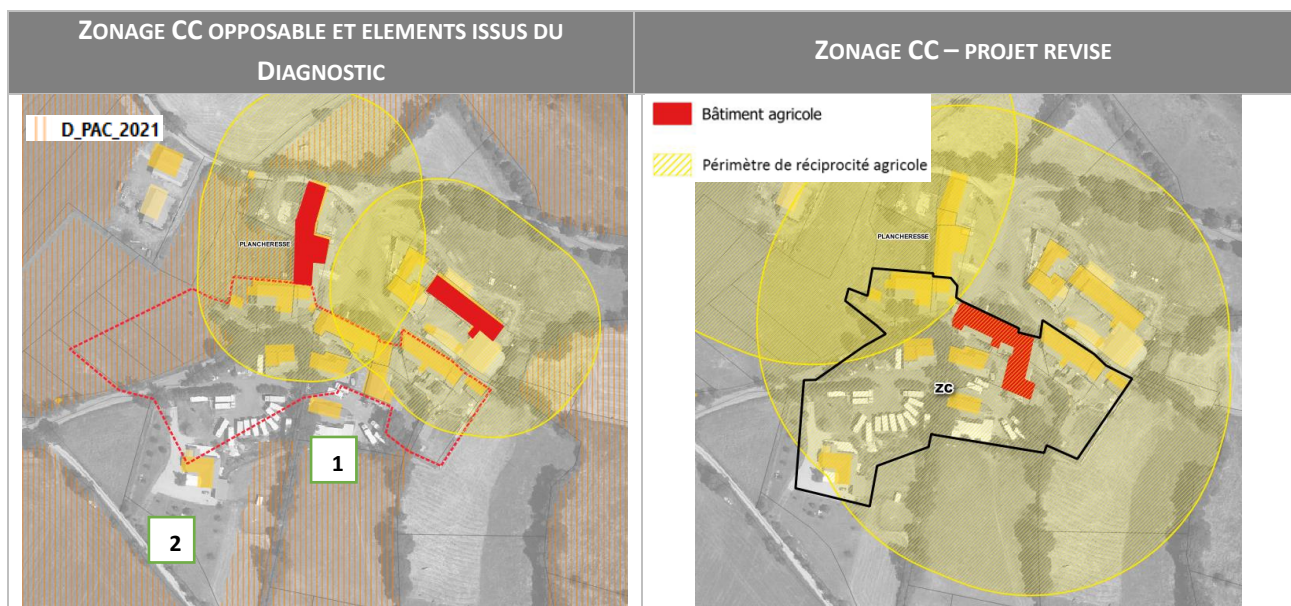 ZONAGE CC OPPOSABLE ET ELEMENTS ISSUS DU
DIAGNOSTIC
ZONAGE CC – PROJET REVISE
D_PAC_2021
PLANCHERESSE
1
2
Bâtiment agricole
Périmètre de réciprocité agricole
PLANCHERESSE
ZC